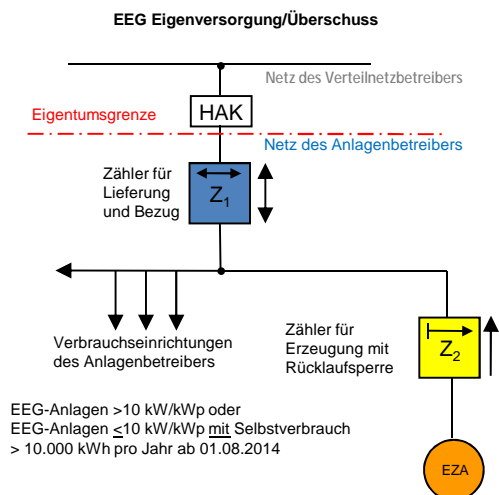 EEG Eigenversorgung/Überschuss
Netz des Verteilnetzbetreibers
HAK
Eigentumsgrenze
Netz des Anlagenbetreibers
Zähler für
Lieferung
und Bezug
Z1
Verbrauchseinrichtungen
des Anlagenbetreibers
Zähler für
Erzeugung mit
Rücklaufsperre
Z2
EEG-Anlagen >10 kW/kWp oder
EEG-Anlagen <10 kW/kWp mit Selbstverbrauch
> 10.000 kWh pro Jahr ab 01.08.2014
EZA